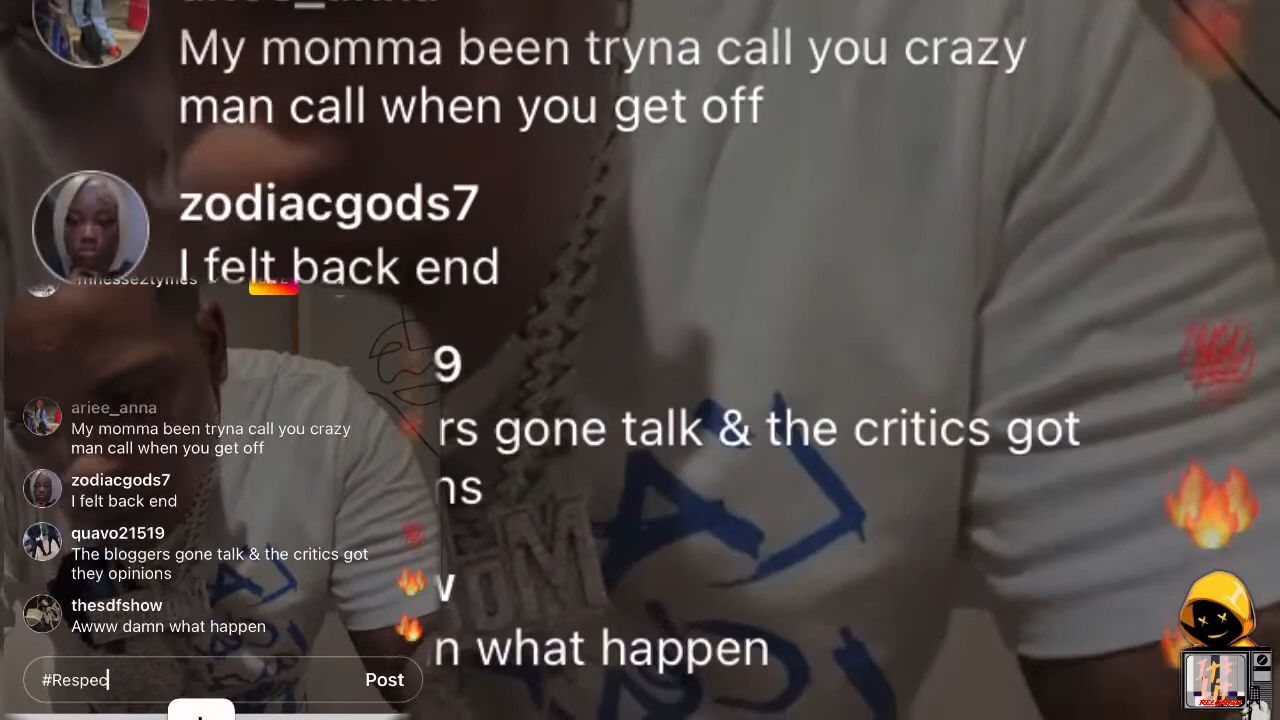 My momma been tryna call you crazy
man call when you get off
zodiacgods7
I felt back end
9
rs gone talk & the critics got
ns
n what happen
ariee_anna
My momma been tryna call you crazy
man call when you get off
zodiacgods7
I felt back end
quavo21519
The bloggers gone talk & the critics got
they opinions
thesdfshow
Awww damn what happen
#Respec
Post